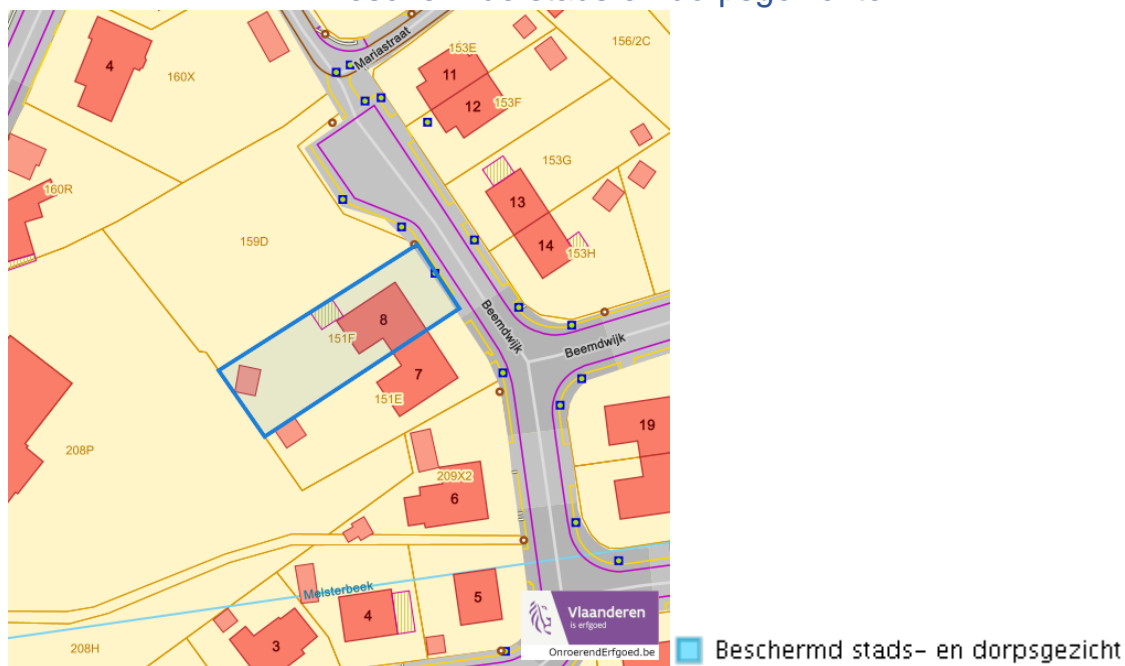 Mariastraat
153E
156/2C
4
160X
11
12
153F
153G
160R
13
14
153H
159D
8
151F
Beemdwijk
Beemdwijk
7
151E
19
208P
209X2
6
Meisterbeek
4
5
3
208H
Vlaanderen
is erfgoed
OnroerendErfgoed.be
Beschermd stads- en dorpsgezicht